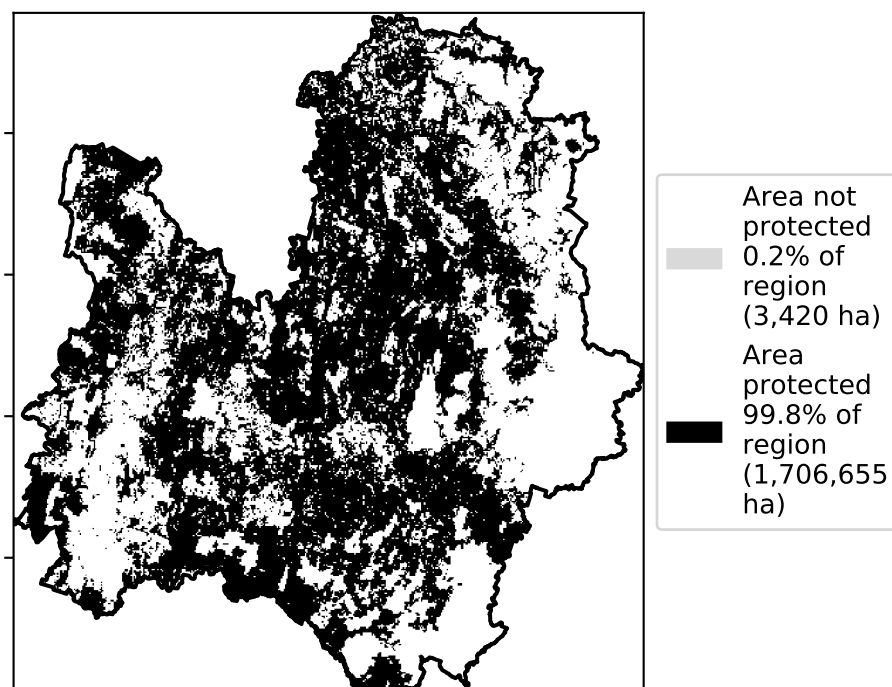 Area not
protected
0.2% of
region
(3,420 ha)
Area
protected
99.8% of
region
(1,706,655
ha)